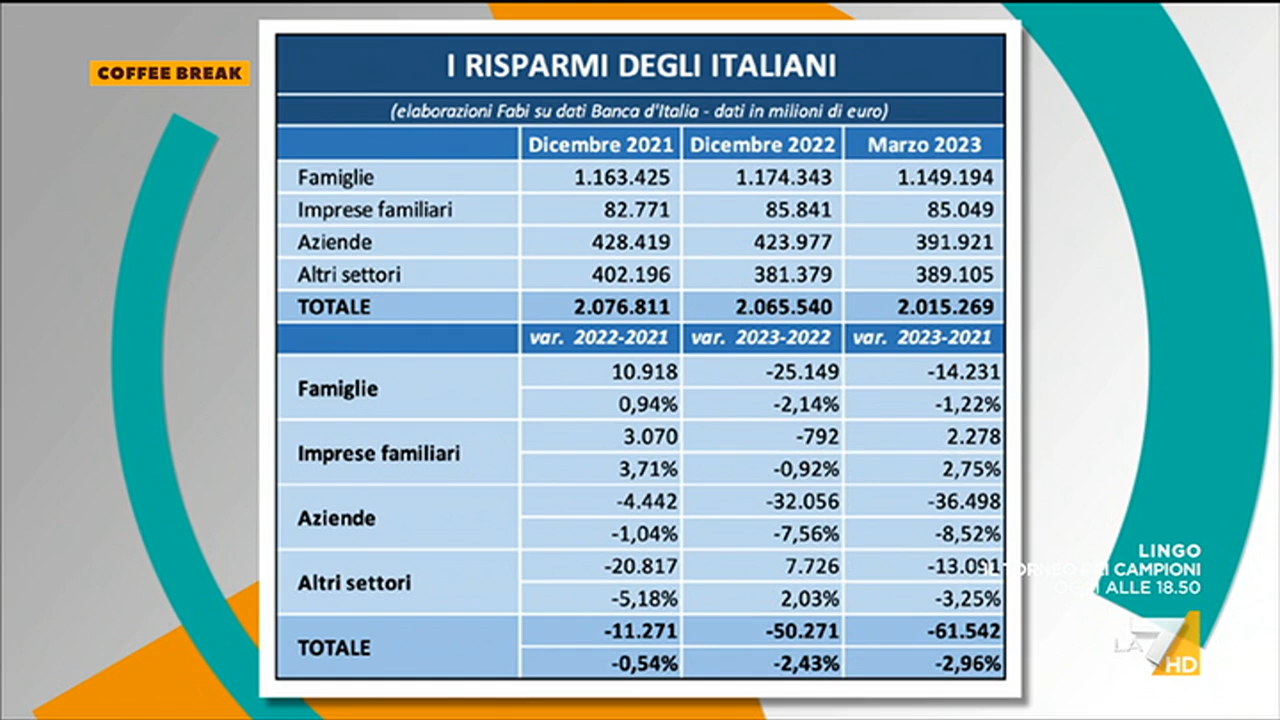 COFFEE BREAK
I RISPARMI DEGLI ITALIANI
(elaborazioni Fabi su dati Banca d'Italia - dati in milioni di euro)
Dicembre 2021 Dicembre 2022 Marzo 2023
Famiglie 1.163.425 1.174.343 1.149.194
Imprese familiari 82.771 85.841 85.049
Aziende 428.419 423.977 391.921
Altri settori 402.196 381.379 389.105
TOTALE 2.076.811 2.065.540 2.015.269
var. 2022-2021 var. 2023-2022 var. 2023-2021
Famiglie 10.918 -25.149 -14.231
0,94% -2,14% -1,22%
Imprese familiari 3.070 -792 2.278
3,71% -0,92% 2,75%
Aziende -4.442 -32.056 -36.498
-1,04% -7,56% -8,52%
Altri settori -20.817 7.726 -13.091
-5,18% 2,03% -3,25%
TOTALE -11.271 -50.271 -61.542
-0,54% -2,43% -2,96%
LINGO
CAMPIONI
ALLE 18.50
LA 7
HD